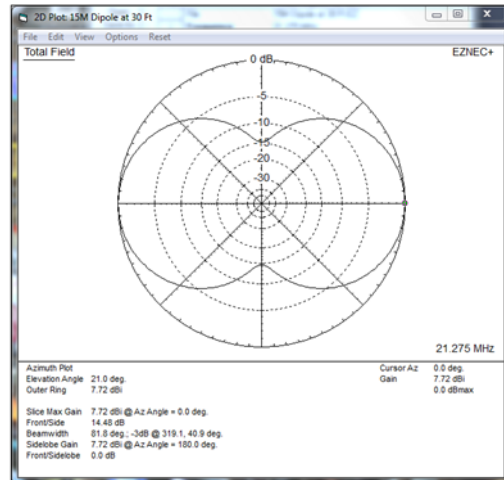 2D Plot: 15M Dipole at 30 Ft
File Edit View Options Reset
Total Field
EZNEC+
0 dB
-5
-10
-15
-20
-30
21.275 MHz
Azimuth Plot
Elevation Angle 21.0 deg.
Outer Ring 7.72 dBi
Slice Max Gain 7.72 dBi @ Az Angle = 0.0 deg.
Front/Side 14.48 dB
Beamwidth 81.8 deg.; -3dB @ 319.1, 40.9 deg.
Sidelobe Gain 7.72 dBi @ Az Angle = 180.0 deg.
Front/Sidelobe 0.0 dB
Cursor Az 0.0 deg.
Gain 7.72 dBi
0.0 dBmax